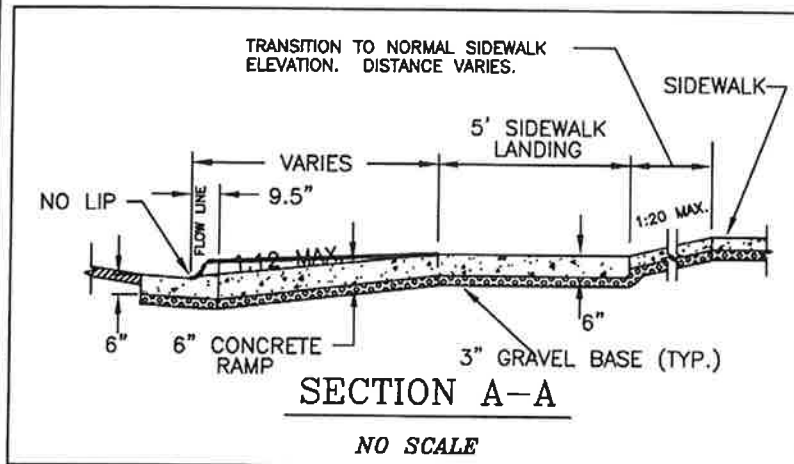 TRANSITION TO NORMAL SIDEWALK
ELEVATION. DISTANCE VARIES.
SIDEWALK
5' SIDEWALK
LANDING
VARIES
NO LIP
FLOW LINE
9.5"
1:20 MAX.
1:12 MAX.
6"
6" CONCRETE
RAMP
3" GRAVEL BASE (TYP.)
6"
SECTION A-A
NO SCALE